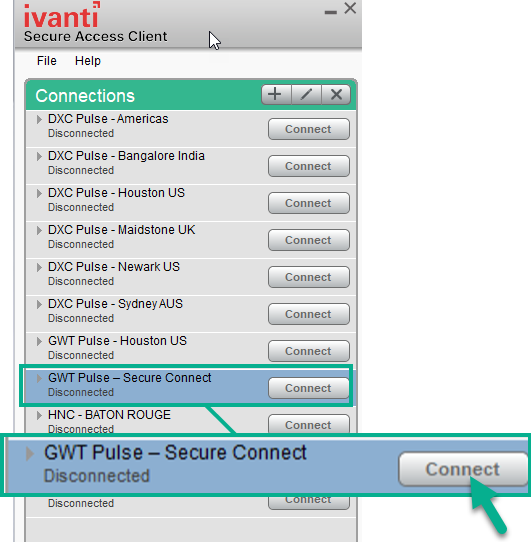 ivanti
Secure Access Client
File Help
Connections
DXC Pulse - Americas
Disconnected
Connect
DXC Pulse - Bangalore India
Disconnected
Connect
DXC Pulse - Houston US
Disconnected
Connect
DXC Pulse - Maidstone UK
Disconnected
Connect
DXC Pulse - Newark US
Disconnected
Connect
DXC Pulse - Sydney AUS
Disconnected
Connect
GWT Pulse - Houston US
Disconnected
Connect
GWT Pulse – Secure Connect
Disconnected
Connect
HNC - BATON ROUGE
Connect
GWT Pulse – Secure Connect
Disconnected
Connect
Disconnected
Connect